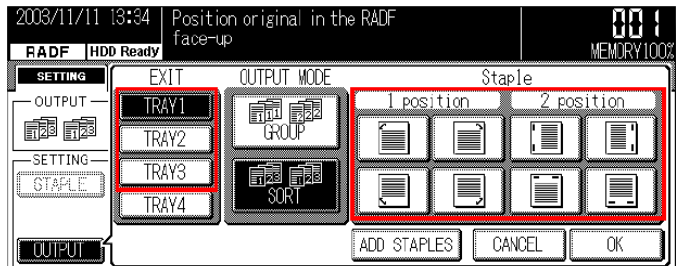 2003/11/11 13:34
Position original in the RADF
face-up
001
RADF
HDD Ready
MEMORY100%
SETTING
EXIT
OUTPUT MODE
Staple
OUTPUT
TRAY1
1 position
2 position
GROUP
TRAY2
SETTING
STAPLE
TRAY3
SORT
TRAY4
OUTPUT
ADD STAPLES
CANCEL
OK